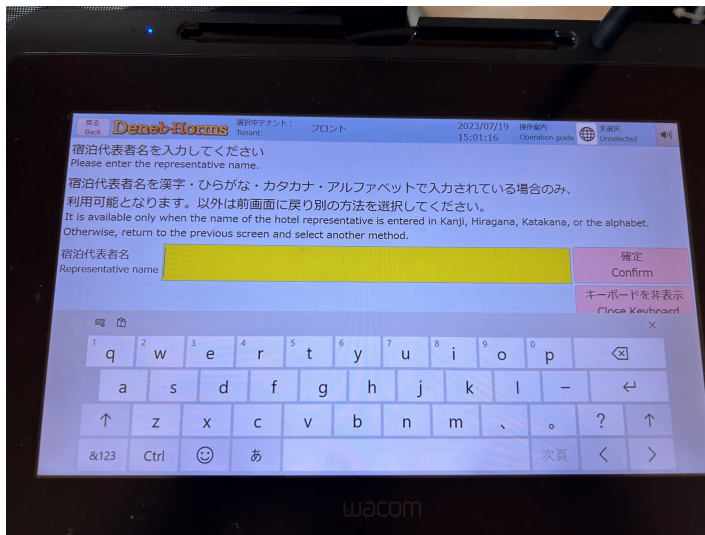 戻る
Back
Deneb-Horms
選択中テナント:
Tenant:
フロント
2023/07/19
15:01:16
操作案内
Operation guide
未選択
Unselected
宿泊代表者名を入力してください
Please enter the representative name.
宿泊代表者名を漢字・ひらがな・カタカナ・アルファベットで入力されている場合のみ、
利用可能となります。以外は前画面に戻り別の方法を選択してください。
It is available only when the name of the hotel representative is entered in Kanji, Hiragana, Katakana, or the alphabet.
Otherwise, return to the previous screen and select another method.
宿泊代表者名
Representative name
確定
Confirm
キーボードを非表示
Close Keyboard
1 q 2 w 3 e 4 r 5 t 6 y 7 u 8 i 9 o 0 p
a s d f g h j k l ー
z x c v b n m 、 。 ?
&123 Ctrl あ 次頁
wacom